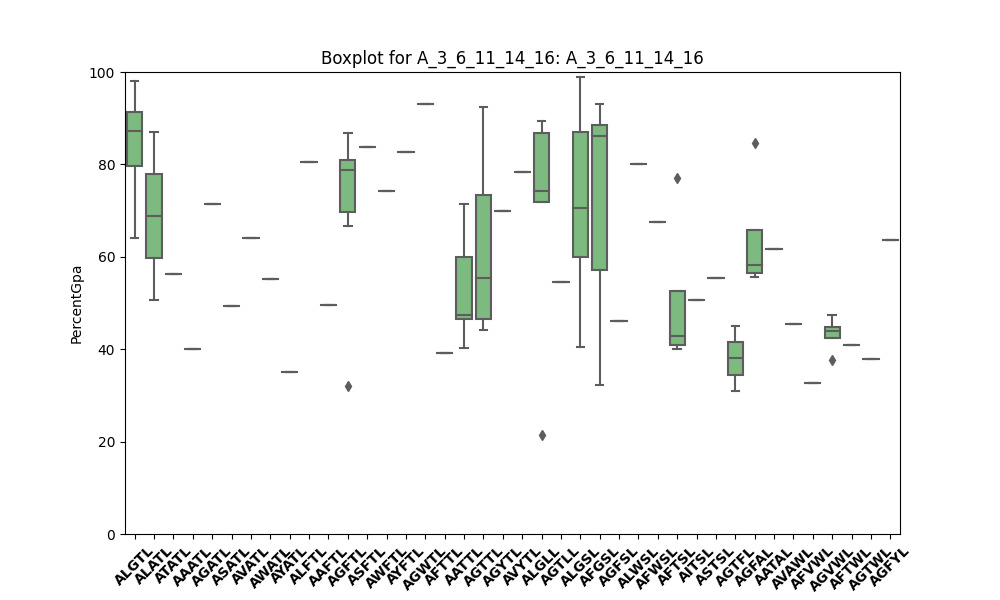 Boxplot for A_3_6_11_14_16: A_3_6_11_14_16
PercentGpa
100
80
60
40
20
0
ALGTL
ALATL
ATATL
AAATL
AGATL
ASATL
AVATL
AWATL
AYATL
ALFTL
AAFTL
AGFTL
ASFTL
AWFTL
AYFTL
AGWTL
AFTTL
AATTL
AGTTL
AGYTL
AVYTL
ALGLL
AGTLL
ALGSL
AFGSL
AGFSL
ALWSL
AFWSL
AFTSL
AITSL
ASTSL
AGTFL
AGFAL
AATAL
AVAWL
AFVWL
AGVWL
AFTWL
AGTWL
AGFYL